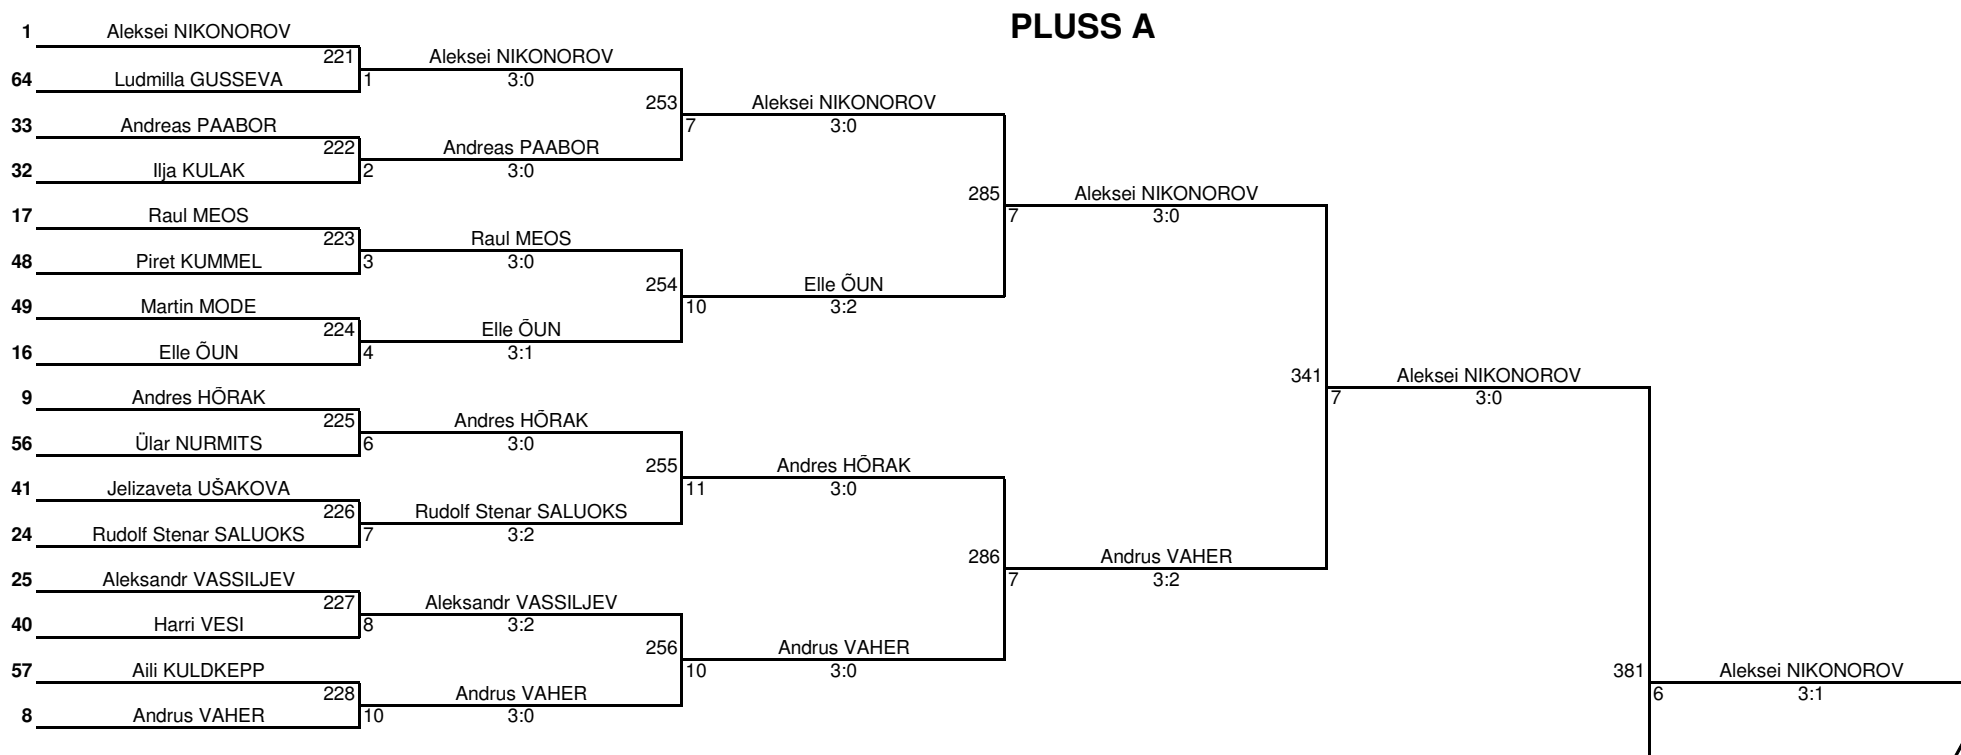 PLUSS A
1 Aleksei NIKONOROV
221 Aleksei NIKONOROV
64 Ludmilla GUSSEVA 1 3:0
253 Aleksei NIKONOROV
33 Andreas PAABOR 7 3:0
222 Andreas PAABOR
32 Ilja KULAK 2 3:0
285 Aleksei NIKONOROV
17 Raul MEOS 7 3:0
223 Raul MEOS
48 Piret KUMMEL 3 3:0
254 Elle ÕUN
49 Martin MODE 10 3:2
224 Elle ÕUN
16 Elle ÕUN 4 3:1
341 Aleksei NIKONOROV
9 Andres HÕRAK 7 3:0
225 Andres HÕRAK
56 Ülar NURMITS 6 3:0
255 Andres HÕRAK
41 Jelizaveta UŠAKOVA 11 3:0
226 Rudolf Stenar SALUOKS
24 Rudolf Stenar SALUOKS 7 3:2
286 Andrus VAHER
25 Aleksandr VASSILJEV 7 3:2
227 Aleksandr VASSILJEV
40 Harri VESI 8 3:2
256 Andrus VAHER
57 Aili KULDKEPP 10 3:0
381 Aleksei NIKONOROV
228 Andrus VAHER 6 3:1
8 Andrus VAHER 10 3:0